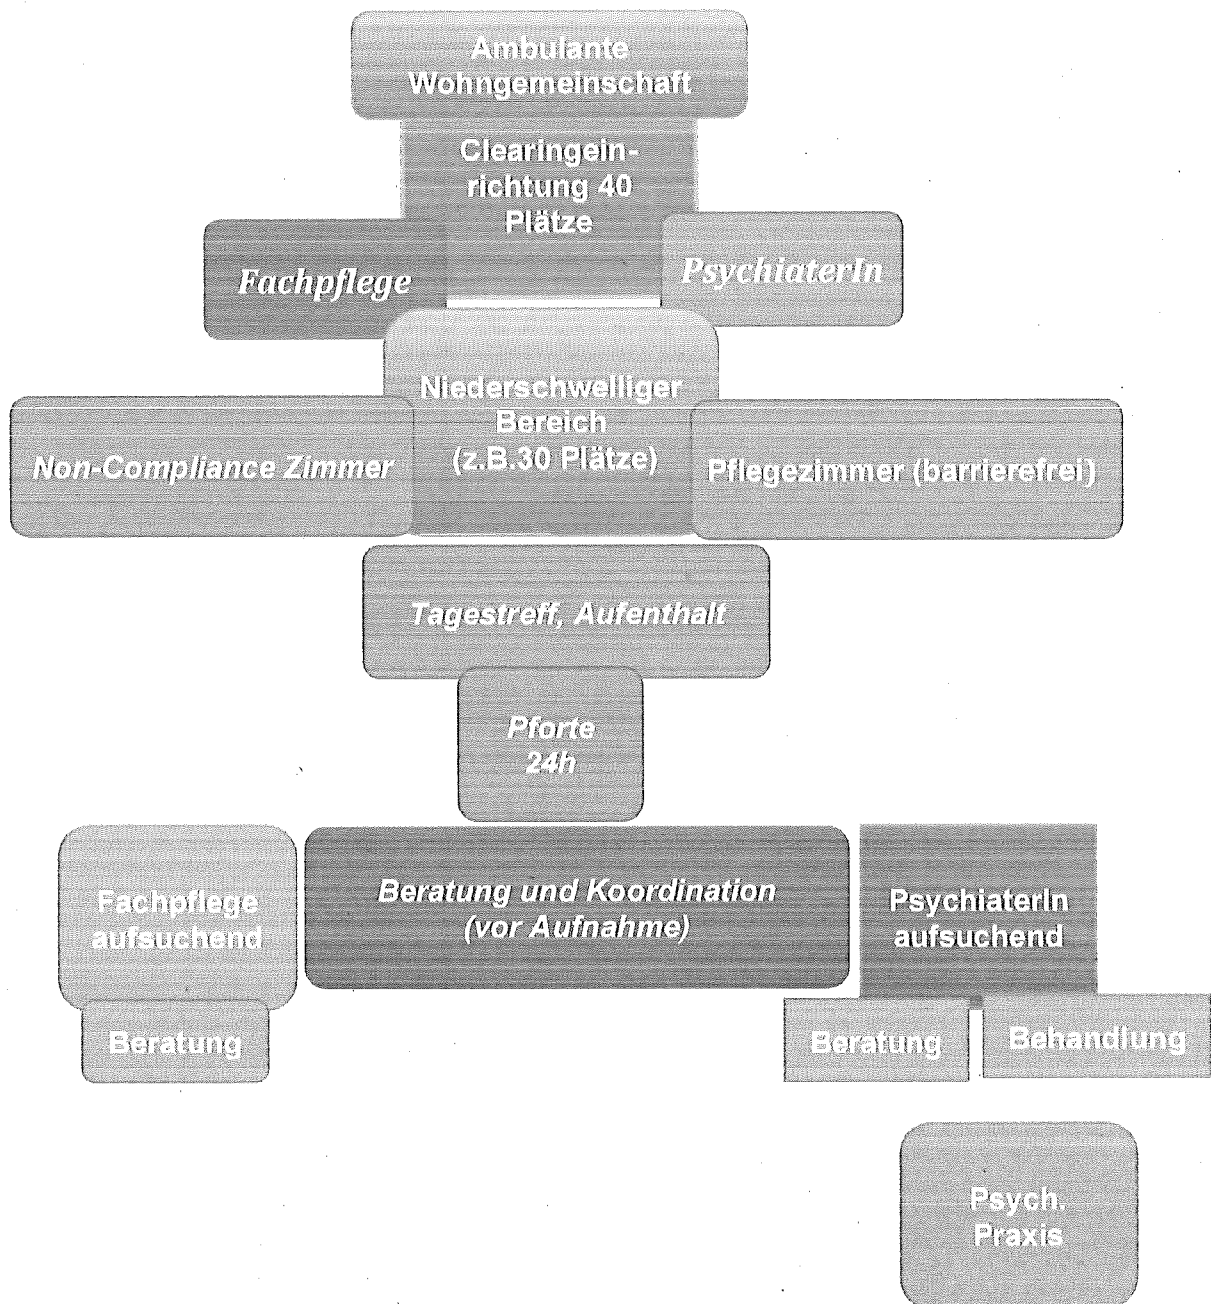 Ambulante
Wohngemeinschaft
Clearingein-
richtung 40
Plätze
Fachpflege
PsychiaterIn
Niederschwelliger
Bereich
(z.B.30 Plätze)
Non-Compliance Zimmer
Pflegezimmer (barrierefrei)
Tagestreff, Aufenthalt
Pforte
24h
Fachpflege
aufsuchend
Beratung und Koordination
(vor Aufnahme)
PsychiaterIn
aufsuchend
Beratung
Beratung
Behandlung
Psych.
Praxis